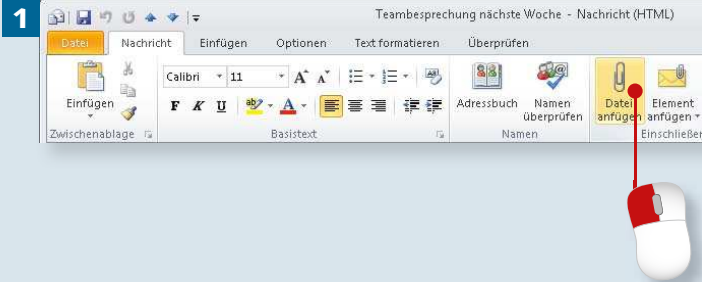 1
Teambesprechung nächste Woche - Nachricht (HTML)
Datei Nachricht Einfügen Optionen Text formatieren Überprüfen
Calibri 11 A A
Einfügen F K U A Adressbuch Namen überprüfen Datei anfügen Element anfügen
Zwischenablage Basistext Namen Einschließen